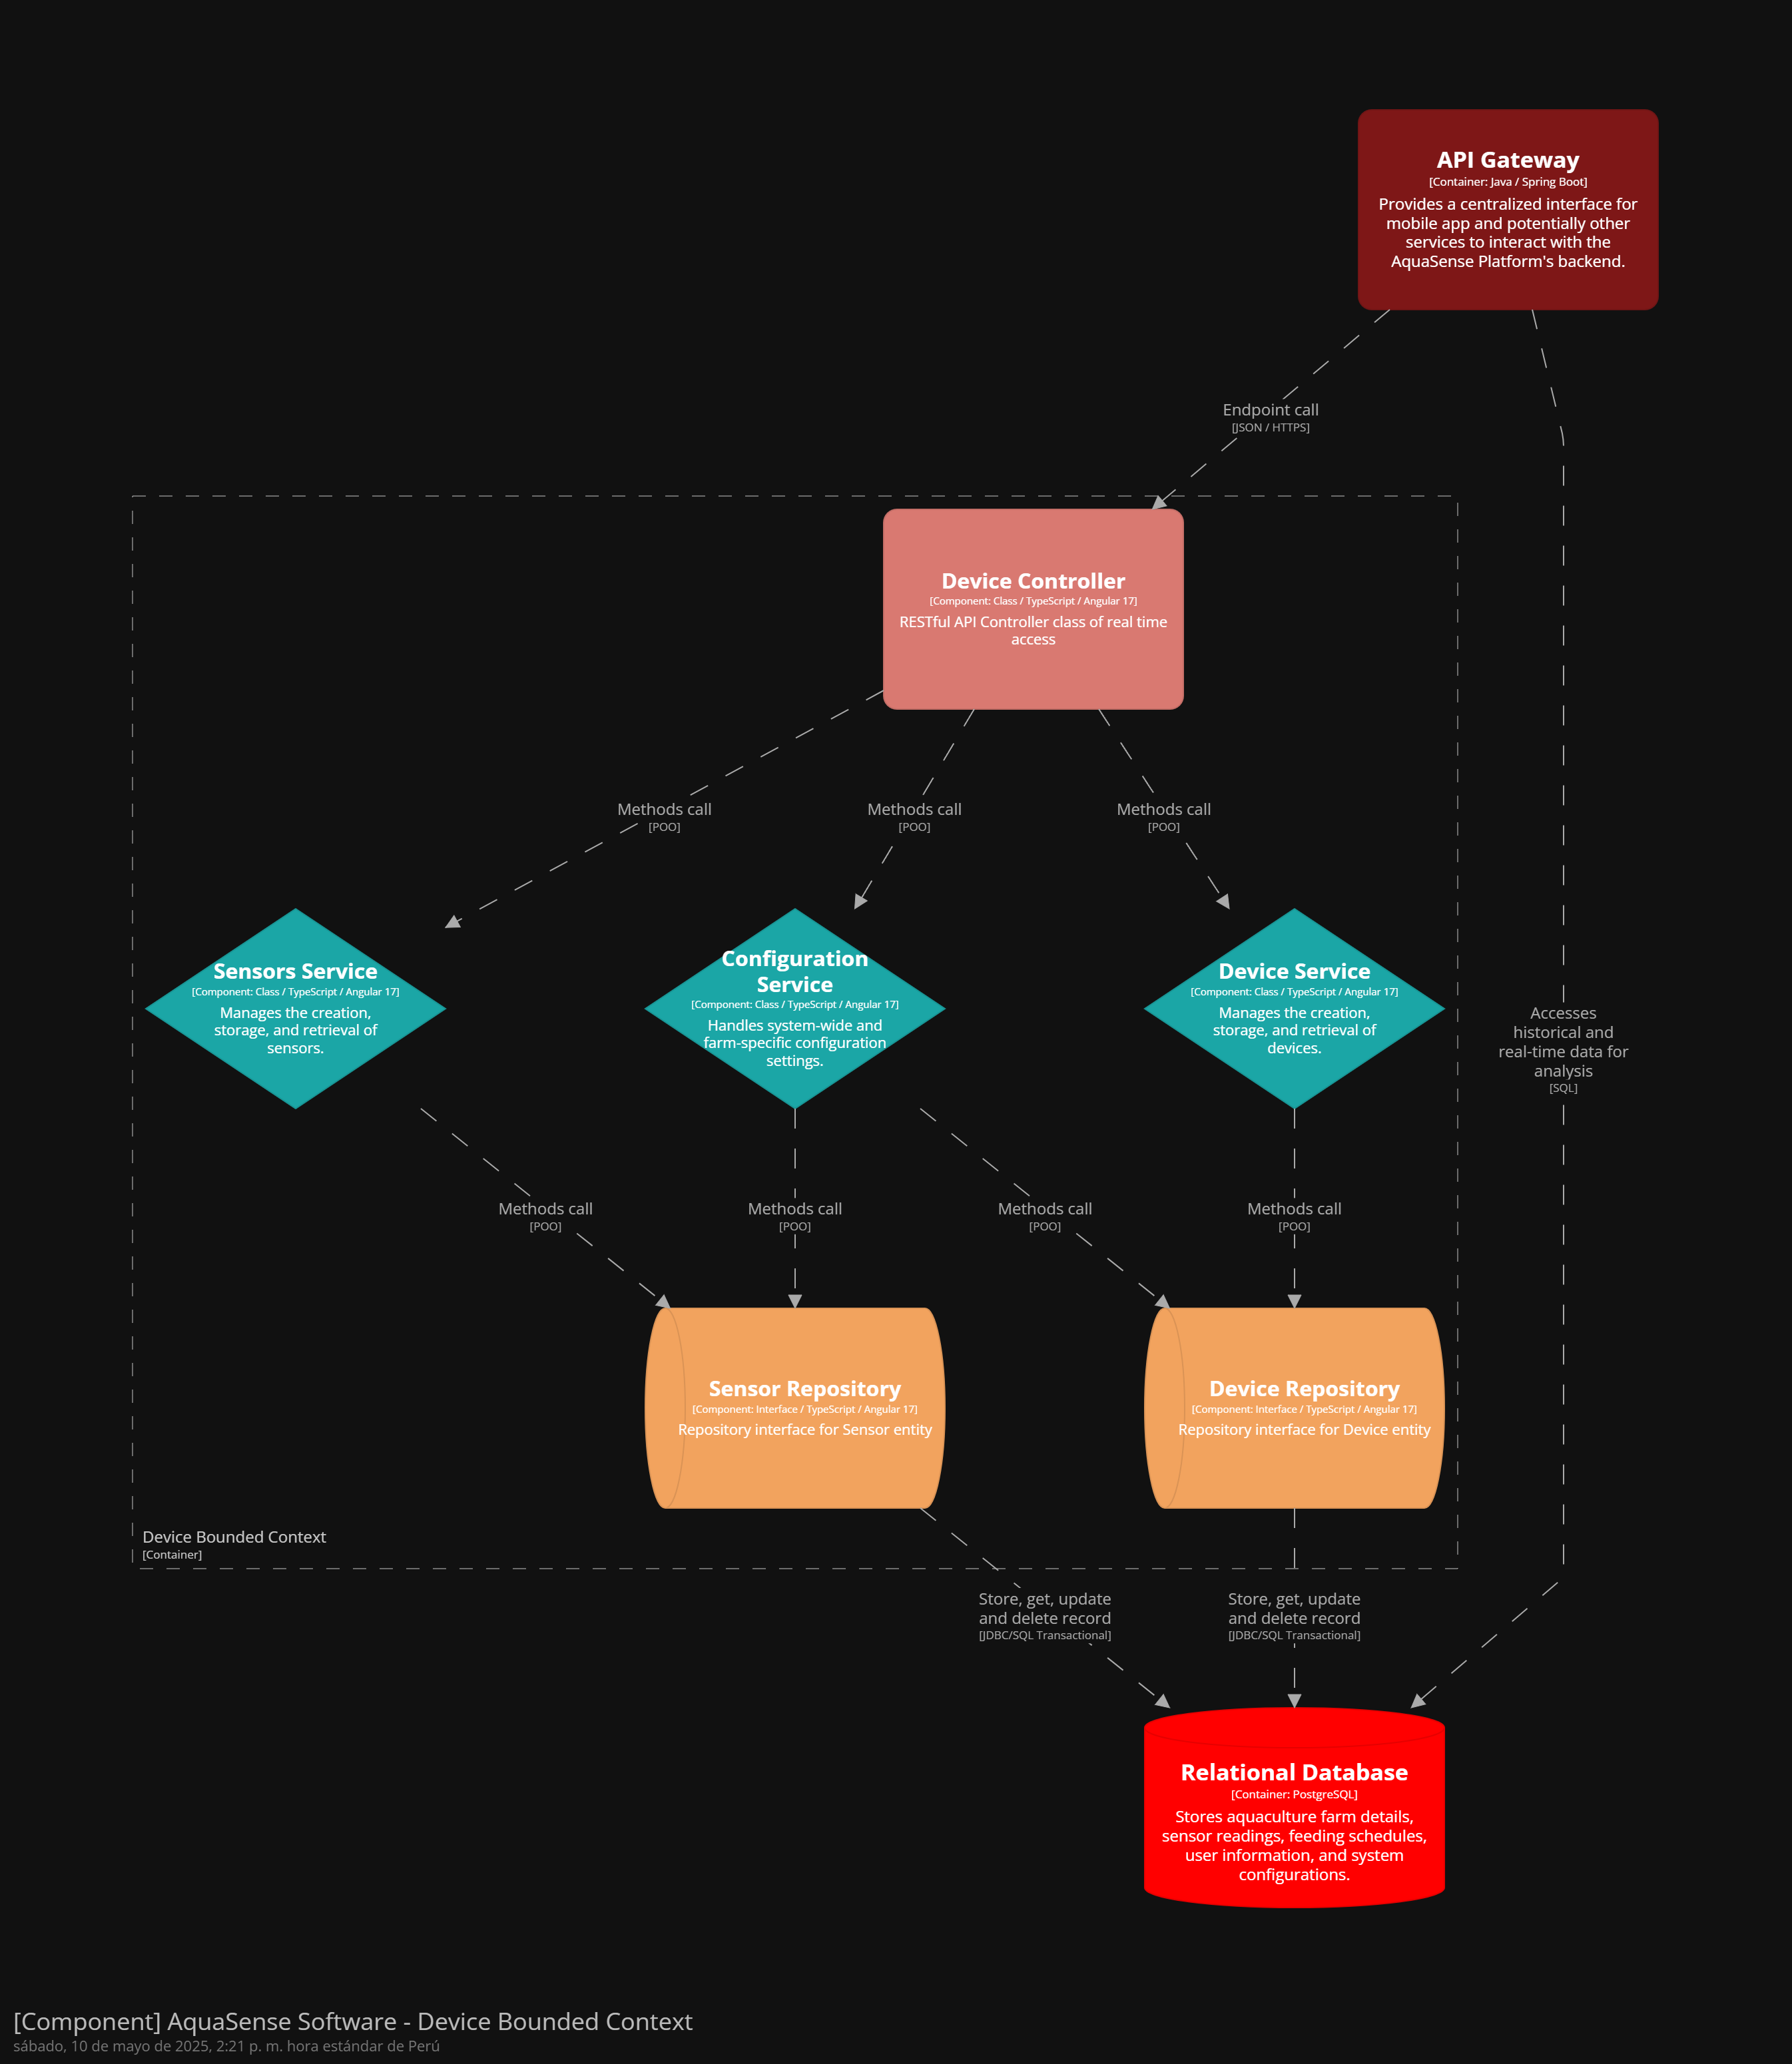 API Gateway
[Container: Java / Spring Boot]
Provides a centralized interface for
mobile app and potentially other
services to interact with the
AquaSense Platform's backend.
Endpoint call
[JSON / HTTPS]
Device Controller
[Component: Class / TypeScript / Angular 17]
RESTful API Controller class of real time
access
Methods call
[POO]
Methods call
[POO]
Methods call
[POO]
Sensors Service
[Component: Class / TypeScript / Angular 17]
Manages the creation,
storage, and retrieval of
sensors.
Configuration
Service
[Component: Class / TypeScript / Angular 17]
Handles system-wide and
farm-specific configuration
settings.
Device Service
[Component: Class / TypeScript / Angular 17]
Manages the creation,
storage, and retrieval of
devices.
Accesses
historical and
real-time data for
analysis
[SQL]
Methods call
[POO]
Methods call
[POO]
Methods call
[POO]
Methods call
[POO]
Sensor Repository
[Component: Interface / TypeScript / Angular 17]
Repository interface for Sensor entity
Device Repository
[Component: Interface / TypeScript / Angular 17]
Repository interface for Device entity
Device Bounded Context
[Container]
Store, get, update
and delete record
[JDBC/SQL Transactional]
Store, get, update
and delete record
[JDBC/SQL Transactional]
Relational Database
[Container: PostgreSQL]
Stores aquaculture farm details,
sensor readings, feeding schedules,
user information, and system
configurations.
[Component] AquaSense Software - Device Bounded Context
sábado, 10 de mayo de 2025, 2:21 p. m. hora estándar de Perú